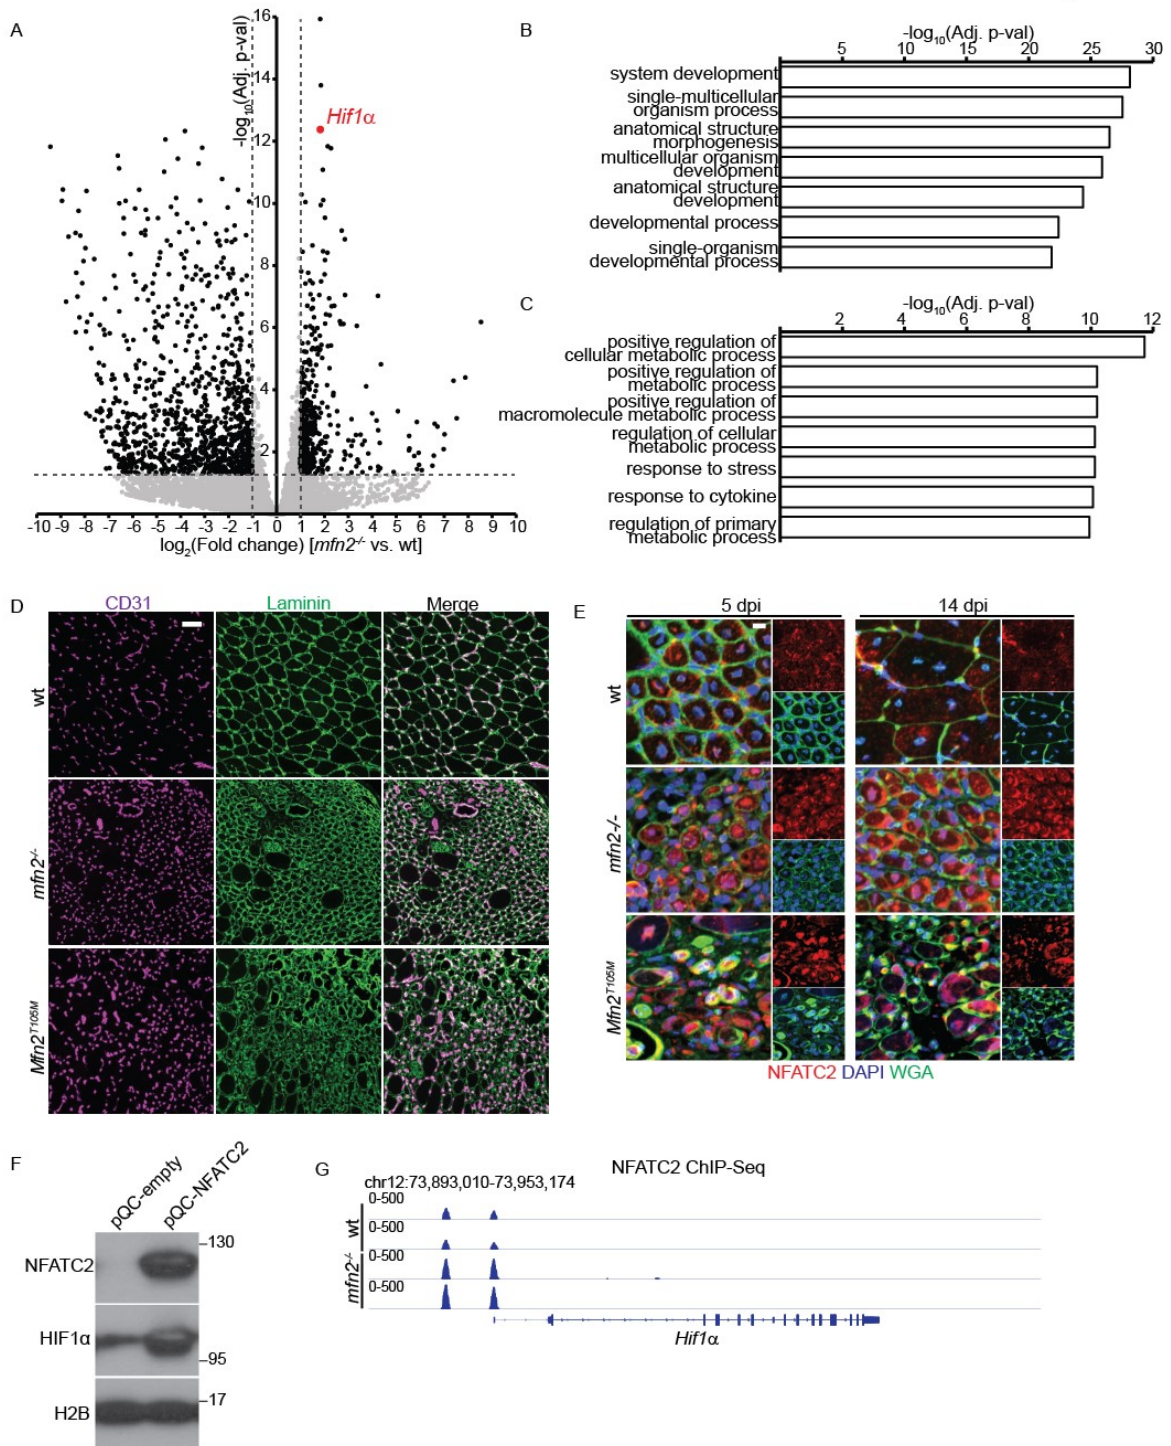 A
16
14
12
10
8
6
4
2
-log10(Adj. p-val)
Hif1α
-10 -9 -8 -7 -6 -5 -4 -3 -2 -1 0 1 2 3 4 5 6 7 8 9 10
log2(Fold change) [mfn2-/- vs. wt]
B
-log10(Adj. p-val)
5 10 15 20 25 30
system development
single-multicellular
organism process
anatomical structure
morphogenesis
multicellular organism
development
anatomical structure
development
developmental process
single-organism
developmental process
C
-log10(Adj. p-val)
2 4 6 8 10 12
positive regulation of
cellular metabolic process
positive regulation of
metabolic process
positive regulation of
macromolecule metabolic process
regulation of cellular
metabolic process
response to stress
response to cytokine
regulation of primary
metabolic process
D
CD31 Laminin Merge
wt
mfn2-/-
Mfn2T105M
E
5 dpi 14 dpi
wt
mfn2-/-
Mfn2T105M
NFATC2 DAPI WGA
F
pQC-empty
pQC-NFATC2
NFATC2
130
HIF1α
95
H2B
17
G
NFATC2 ChIP-Seq
chr12:73,893,010-73,953,174
wt
0-500
0-500
mfn2-/-
0-500
0-500
Hif1α